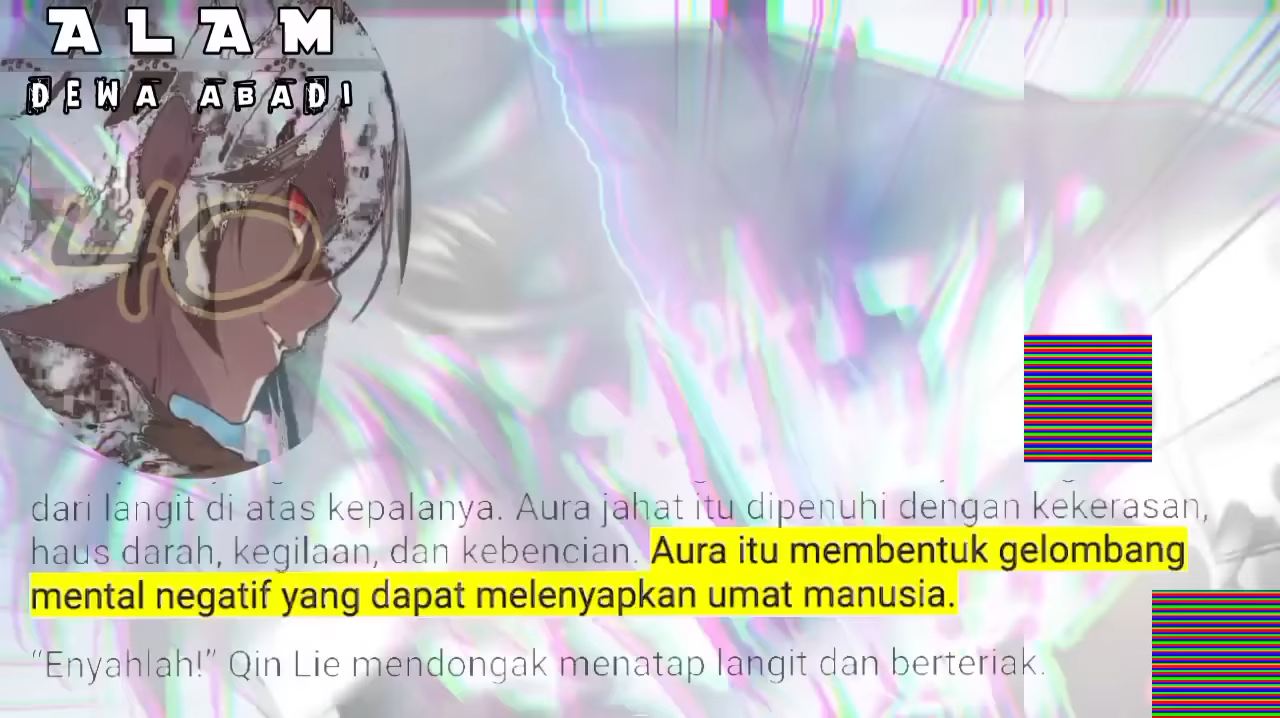 ALAM
DEWA ABADI
40
dari langit di atas kepalanya. Aura jahat itu dipenuhi dengan kekerasan,
haus darah, kegilaan, dan kebencian. Aura itu membentuk gelombang
mental negatif yang dapat melenyapkan umat manusia.
“Enyahlah!” Qin Lie mendongak menatap langit dan berteriak.